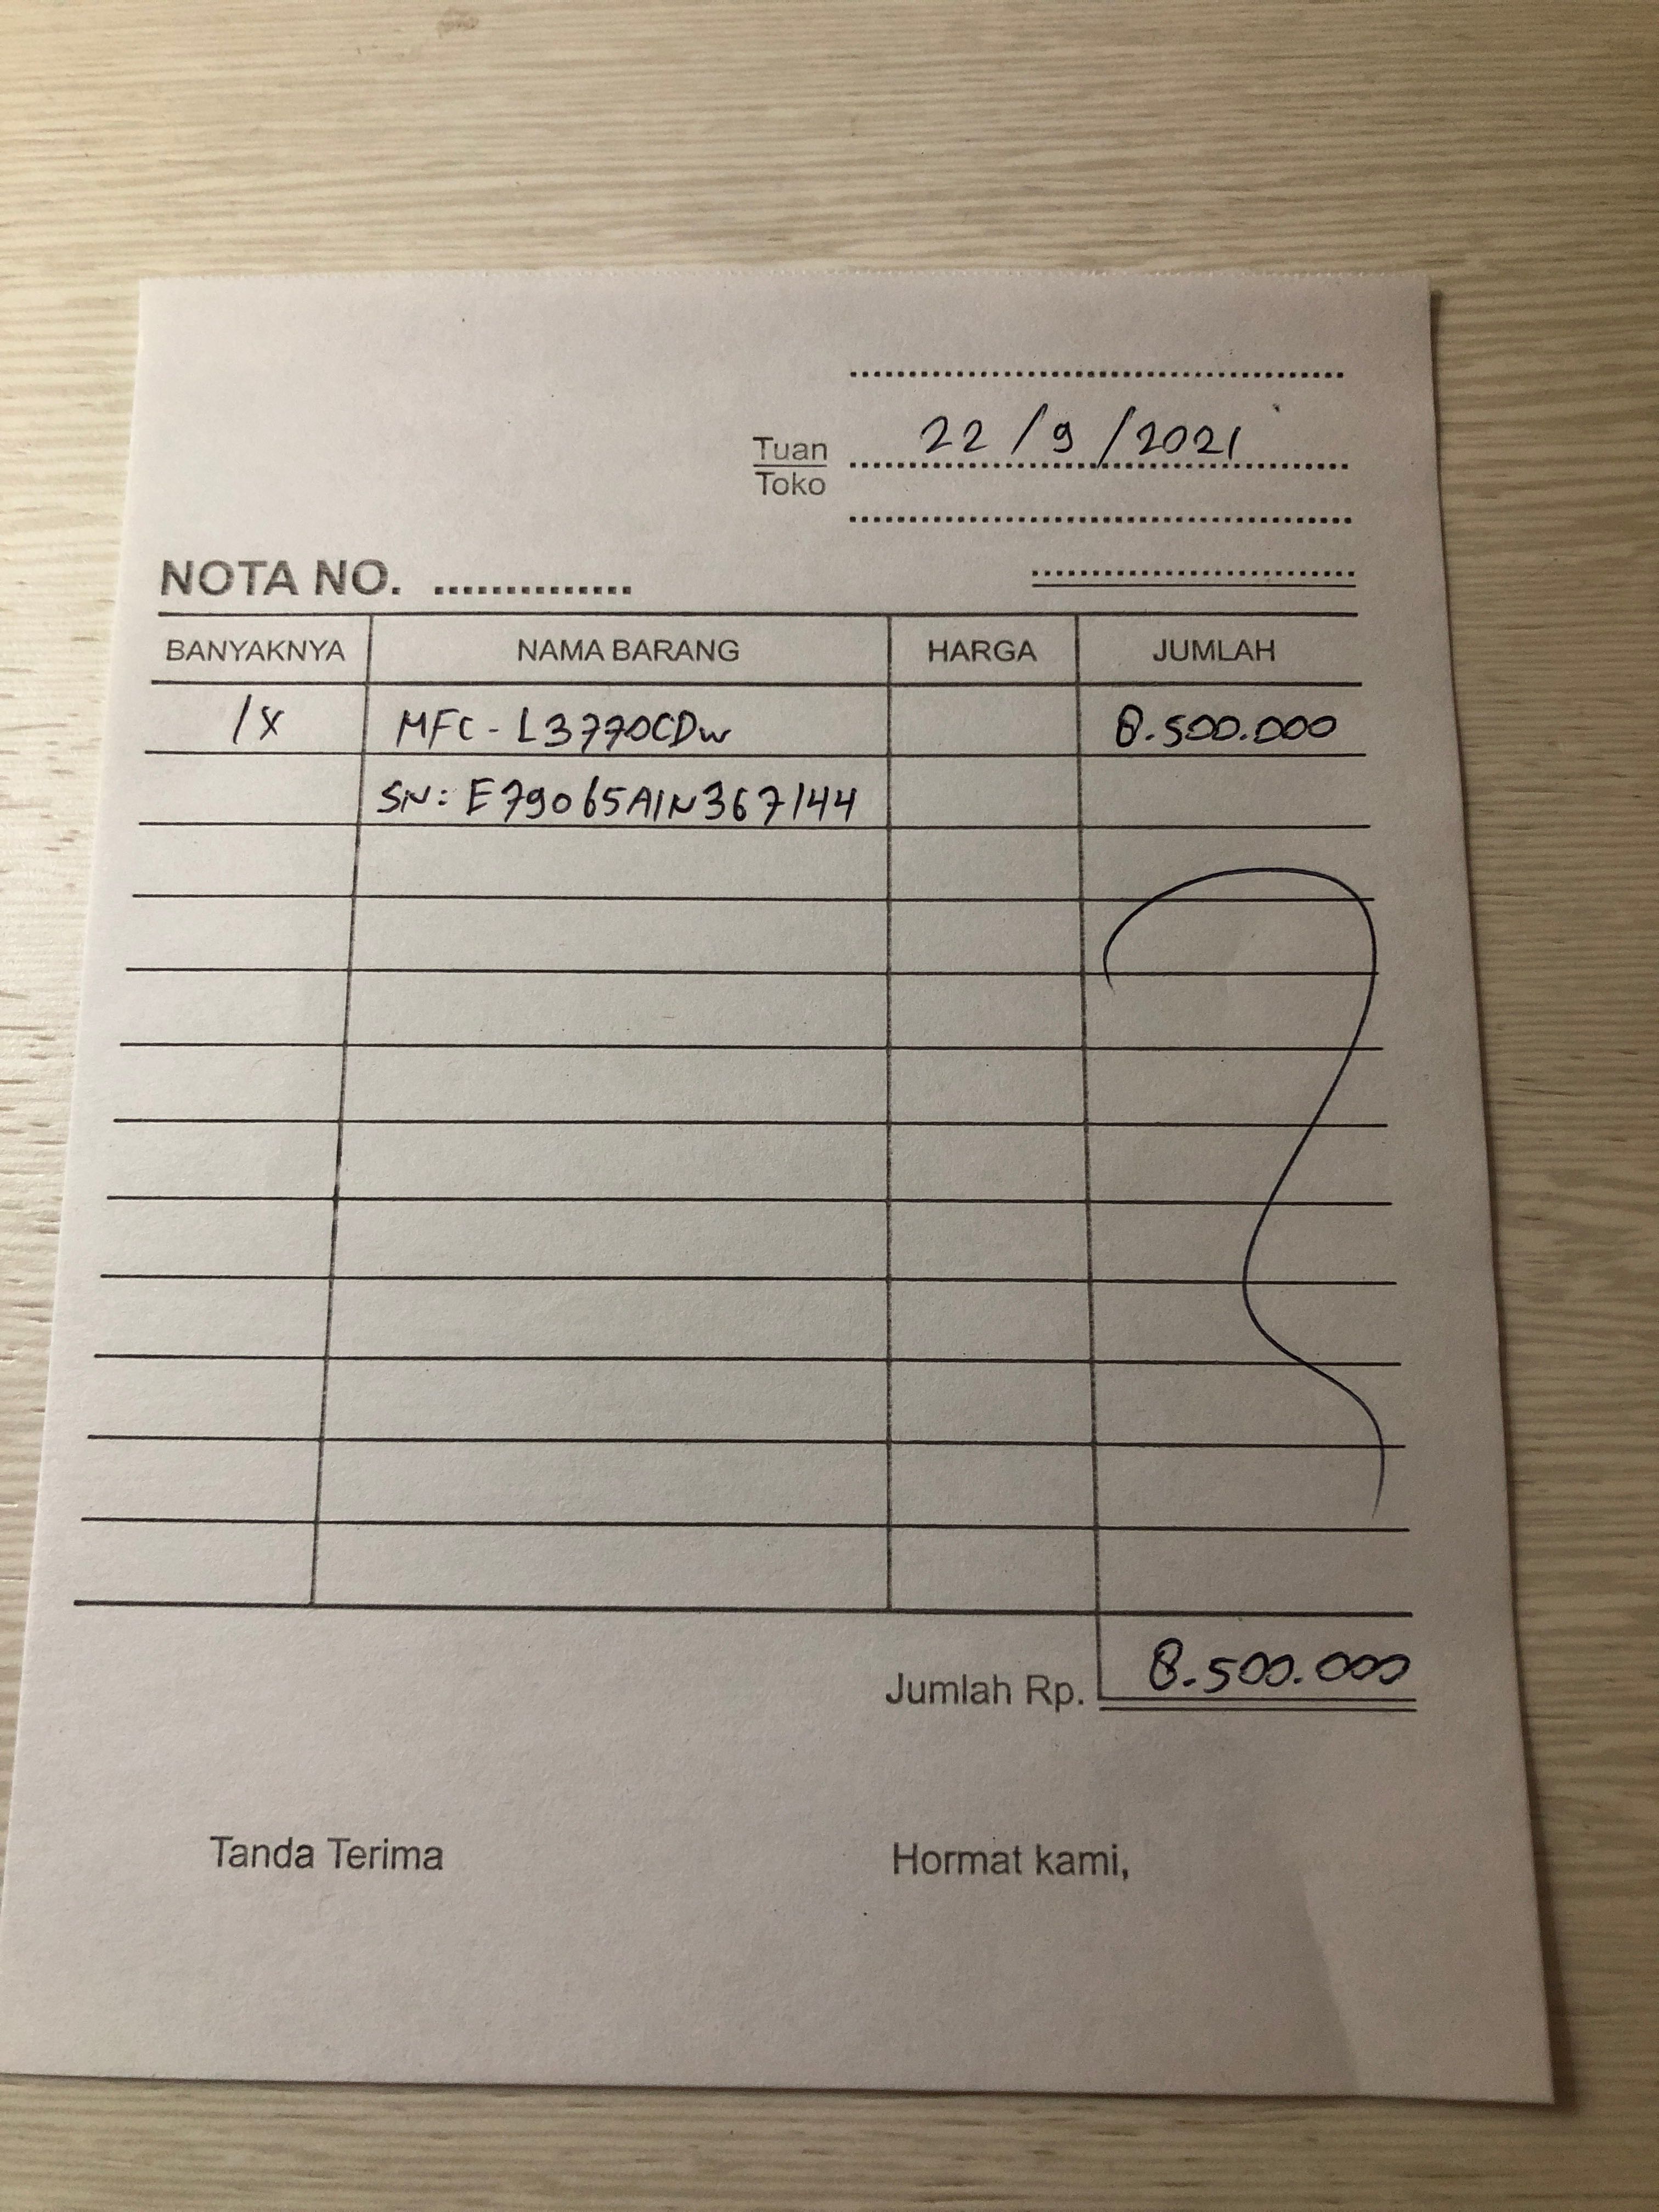 22/9/2021
Tuan
Toko
NOTA NO. ..............
BANYAKNYA NAMA BARANG HARGA JUMLAH
1X MFC-L3770CDW 8.500.000
SN: E79065A1N367144
Jumlah Rp. 8.500.000
Tanda Terima Hormat kami,